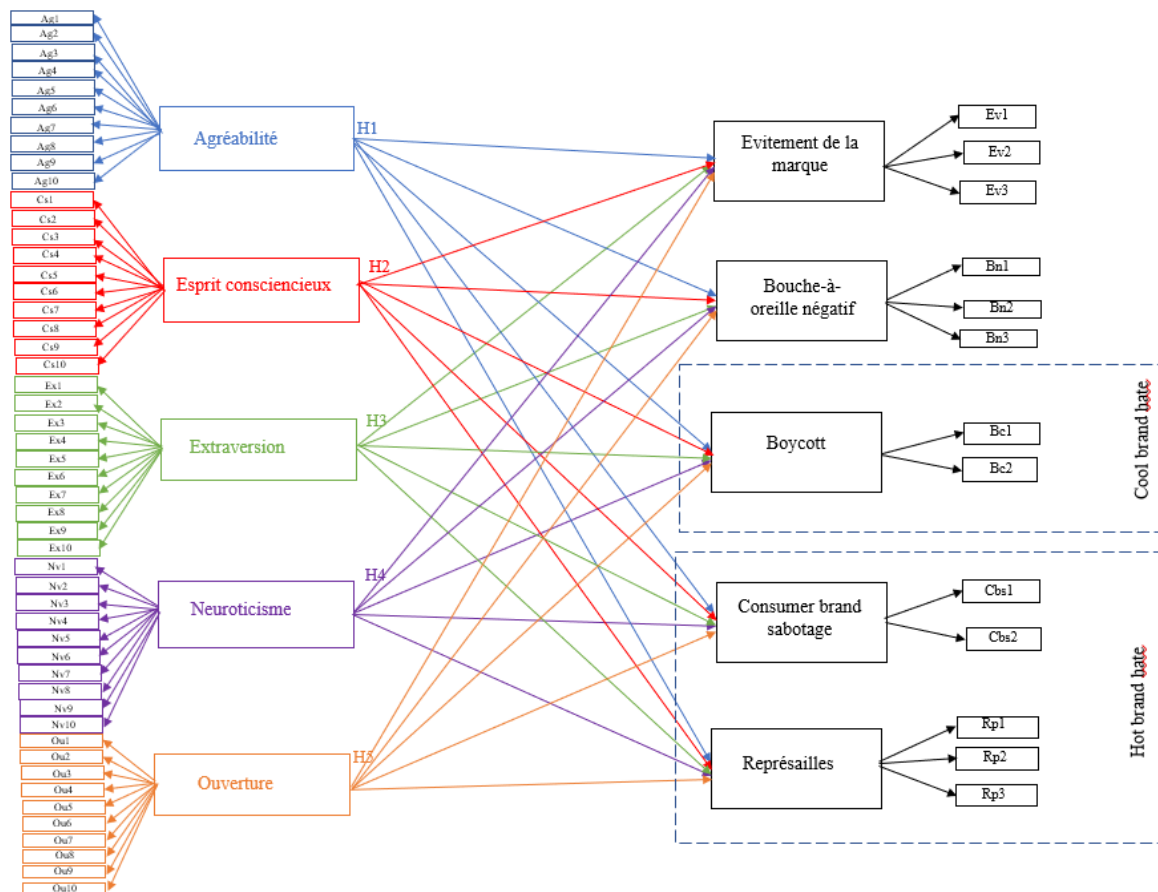 Ag1
Ag2
Ag3
Ag4
Ag5
Ag6
Ag7
Ag8
Ag9
Ag10
Cs1
Cs2
Cs3
Cs4
Cs5
Cs6
Cs7
Cs8
Cs9
Cs10
Ex1
Ex2
Ex3
Ex4
Ex5
Ex6
Ex7
Ex8
Ex9
Ex10
Nv1
Nv2
Nv3
Nv4
Nv5
Nv6
Nv7
Nv8
Nv9
Nv10
Ou1
Ou2
Ou3
Ou4
Ou5
Ou6
Ou7
Ou8
Ou9
Ou10
Agréabilité
H1
Esprit consciencieux
H2
Extraversion
H3
Neuroticisme
H4
Ouverture
H5
Evitement de la
marque
Ev1
Ev2
Ev3
Bouche-à-
oreille négatif
Bn1
Bn2
Bn3
Boycott
Bc1
Bc2
Cool brand hate
Consumer brand
sabotage
Cbs1
Cbs2
Représailles
Rp1
Rp2
Rp3
Hot brand hate